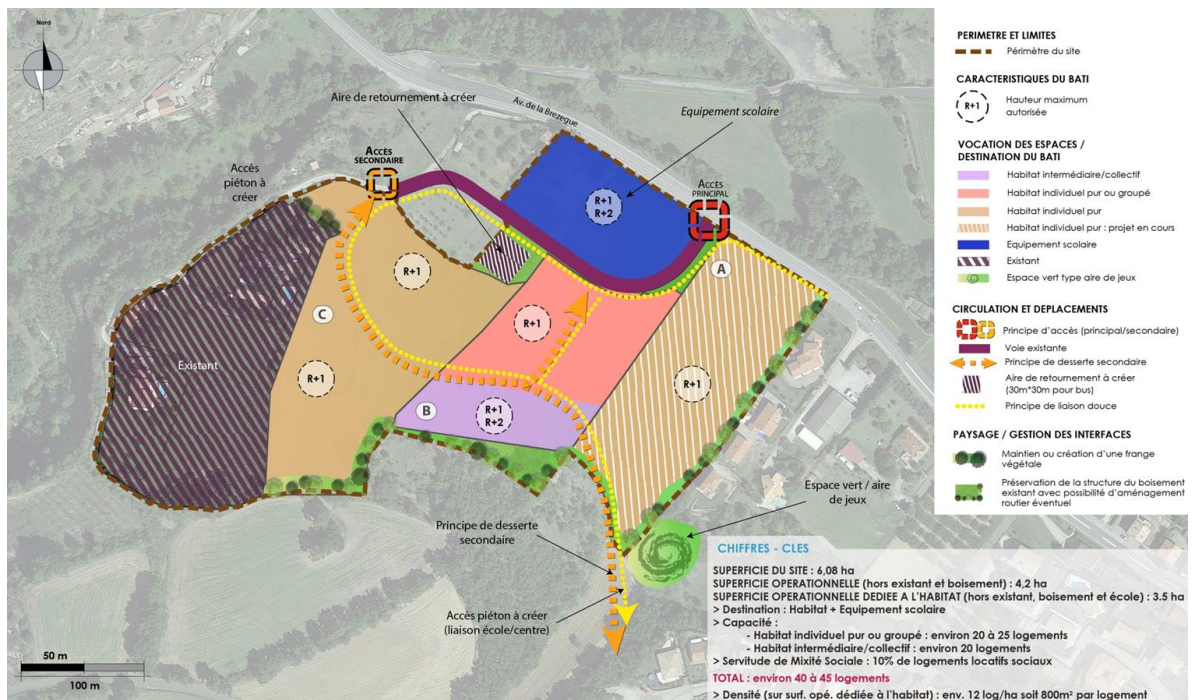 Nord
Aire de retournement à créer
Av. de la Brezegue
Equipement scolaire
ACCÈS
SECONDAIRE
Accès
piéton à
créer
ACCÈS
PRINCIPAL
R+1
R+2
A
R+1
C
R+1
Existant
R+1
R+1
R+1
B
R+1
R+2
Espace vert / aire
de jeux
Principe de desserte
secondaire
Accès piéton à créer
(liaison école/centre)
50 m
100 m
PERIMETRE ET LIMITES
Périmètre du site
CARACTERISTIQUES DU BATI
R+1
Hauteur maximum
autorisée
VOCATION DES ESPACES /
DESTINATION DU BATI
Habitat intermédiaire/collectif
Habitat individuel pur ou groupé
Habitat individuel pur
Habitat individuel pur : projet en cours
Equipement scolaire
Existant
Espace vert type aire de jeux
CIRCULATION ET DEPLACEMENTS
Principe d'accès (principal/secondaire)
Voie existante
Principe de desserte secondaire
Aire de retournement à créer
(30m*30m pour bus)
Principe de liaison douce
PAYSAGE / GESTION DES INTERFACES
Maintien ou création d'une frange
végétale
Préservation de la structure du boisement
existant avec possibilité d'aménagement
routier éventuel
CHIFFRES - CLES
SUPERFICIE DU SITE : 6,08 ha
SUPERFICIE OPERATIONNELLE (hors existant et boisement) : 4,2 ha
SUPERFICIE OPERATIONNELLE DEDIEE A L'HABITAT (hors existant, boisement et école) : 3.5 ha
> Destination : Habitat + Equipement scolaire
> Capacité :
- Habitat individuel pur ou groupé : environ 20 à 25 logements
- Habitat intermédiaire/collectif : environ 20 logements
> Servitude de Mixité Sociale : 10% de logements locatifs sociaux
TOTAL : environ 40 à 45 logements
> Densité (sur surf. opé. dédiée à l'habitat) : env. 12 log/ha soit 800m² par logement